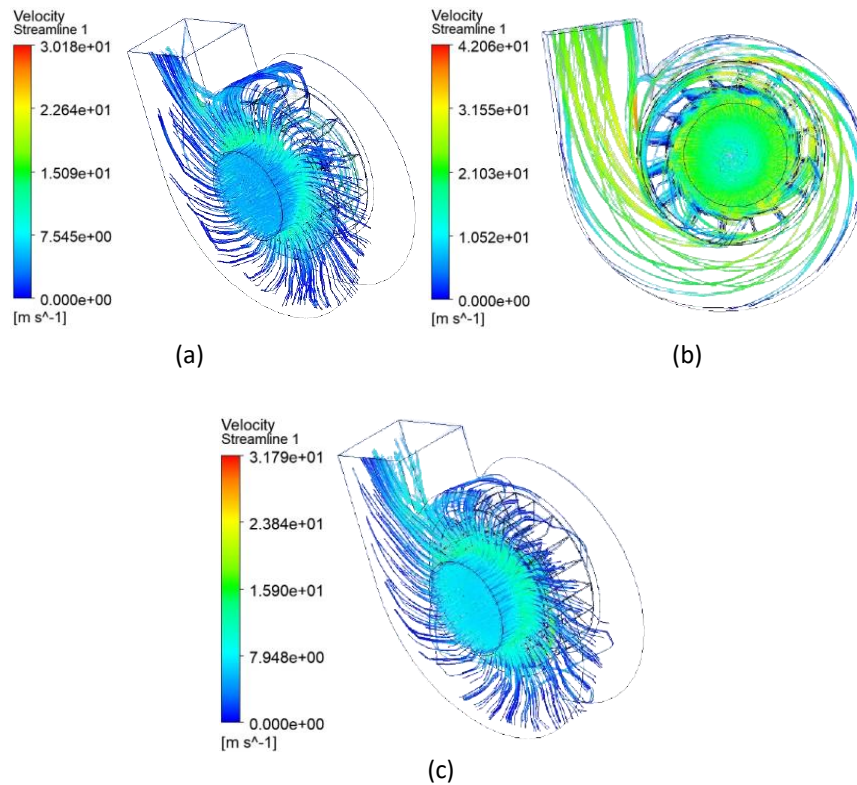 Velocity
Streamline 1
3.018e+01
2.264e+01
1.509e+01
7.545e+00
0.000e+00
[m s^-1]
(a)
Velocity
Streamline 1
4.206e+01
3.155e+01
2.103e+01
1.052e+01
0.000e+00
[m s^-1]
(b)
Velocity
Streamline 1
3.179e+01
2.384e+01
1.590e+01
7.948e+00
0.000e+00
[m s^-1]
(c)